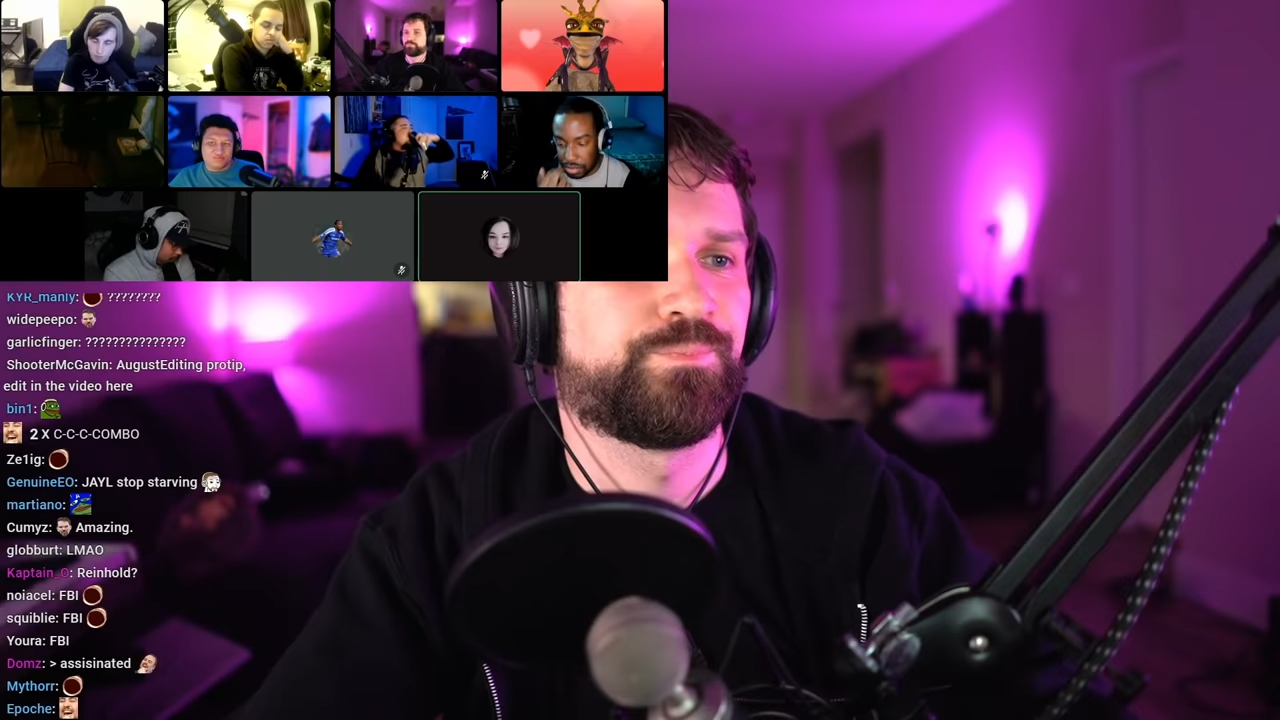 KYR_manly: ????????
widepeepo:
garlicfinger: ???????????????
ShooterMcGavin: AugustEditing protip,
edit in the video here
bin1:
2 X C-C-C-COMBO
Ze1ig:
GenuineEO: JAYL stop starving
martiano:
Cumyz: Amazing.
globburt: LMAO
Kaptain_O: Reinhold?
noiacel: FBI
squiblie: FBI
Youra: FBI
Domz: > assisinated
Mythorr:
Epoche: